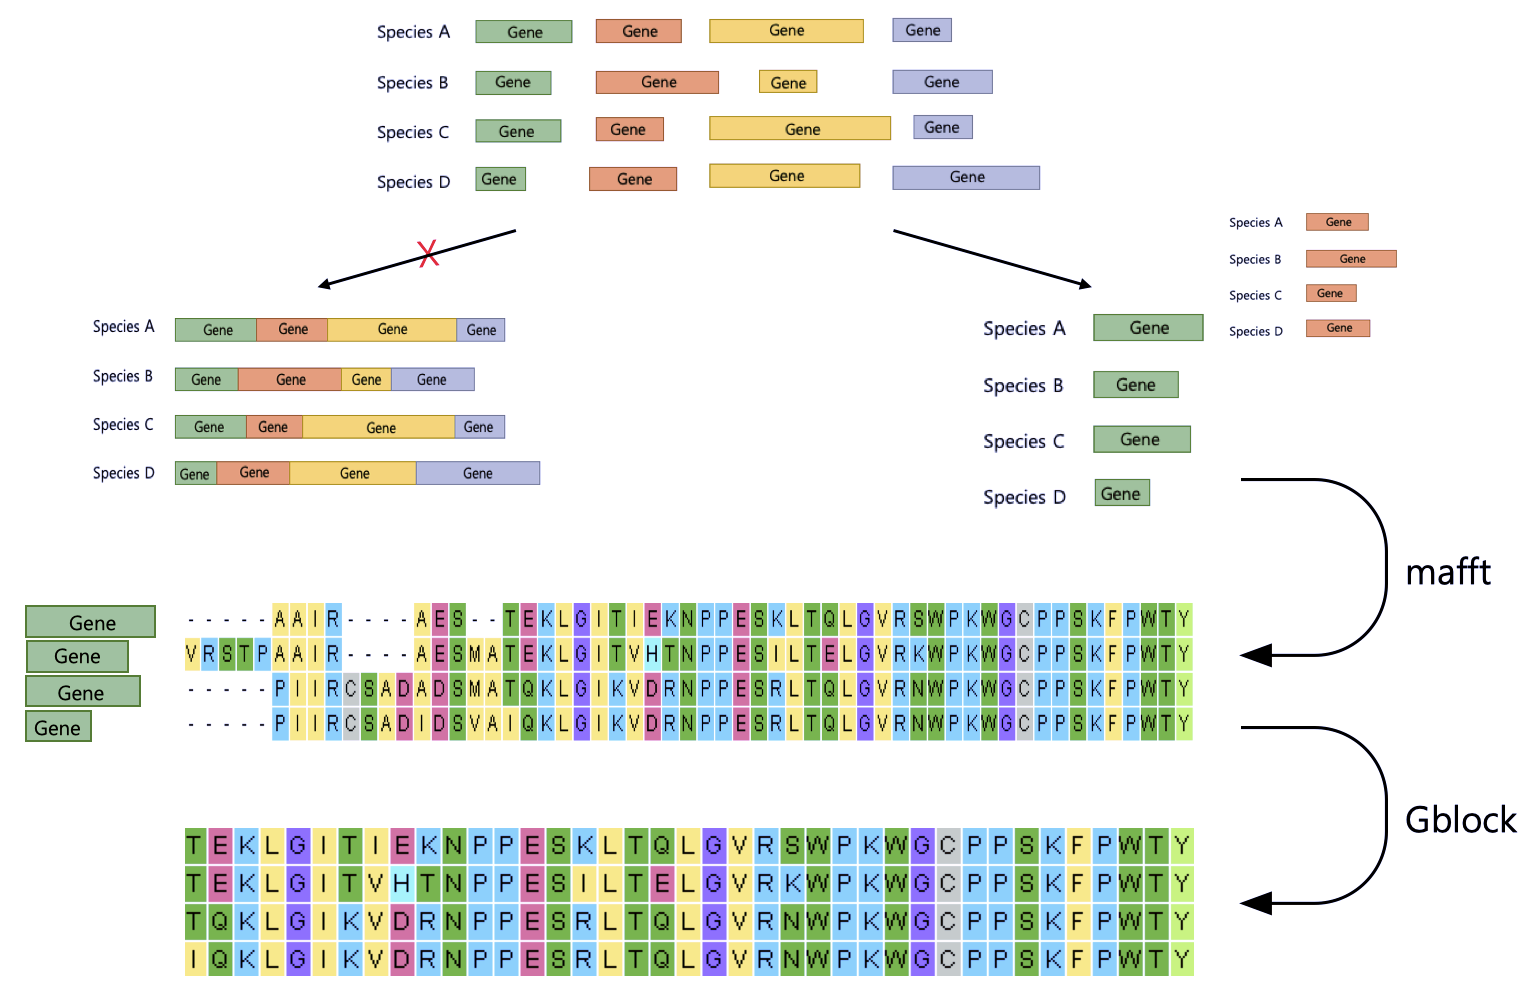 Species A Gene Gene Gene Gene
Species B Gene Gene Gene Gene
Species C Gene Gene Gene Gene
Species D Gene Gene Gene Gene
X
Species A Gene Gene Gene Gene
Species B Gene Gene Gene Gene
Species C Gene Gene Gene Gene
Species D Gene Gene Gene Gene
Species A Gene
Species B Gene
Species C Gene
Species D Gene
Species A Gene
Species B Gene
Species C Gene
Species D Gene
mafft
Gene -----AAIR----AES--TEKLGITIEKNPPESKLTQLGVRSWPKWGCPPSKFPWTY
Gene VRSTPAAIR----AESMATEKLGITVHTNPPESILTELGVRKWPKWGCPPSKFPWTY
Gene -----PIIRCSADADSMATQKLGIKVDRNPPESRLTQLGVRNWPKWGCPPSKFPWTY
Gene -----PIIRCSADIDSVAIQKLGIKVDRNPPESRLTQLGVRNWPKWGCPPSKFPWTY
Gblock
TEKLGITIEKNPPESKLTQLGVRSWPKWGCPPSKFPWTY
TEKLGITVHTNPPESILTELGVRKWPKWGCPPSKFPWTY
TQKLGIKVDRNPPESRLTQLGVRNWPKWGCPPSKFPWTY
IQKLGIKVDRNPPESRLTQLGVRNWPKWGCPPSKFPWTY